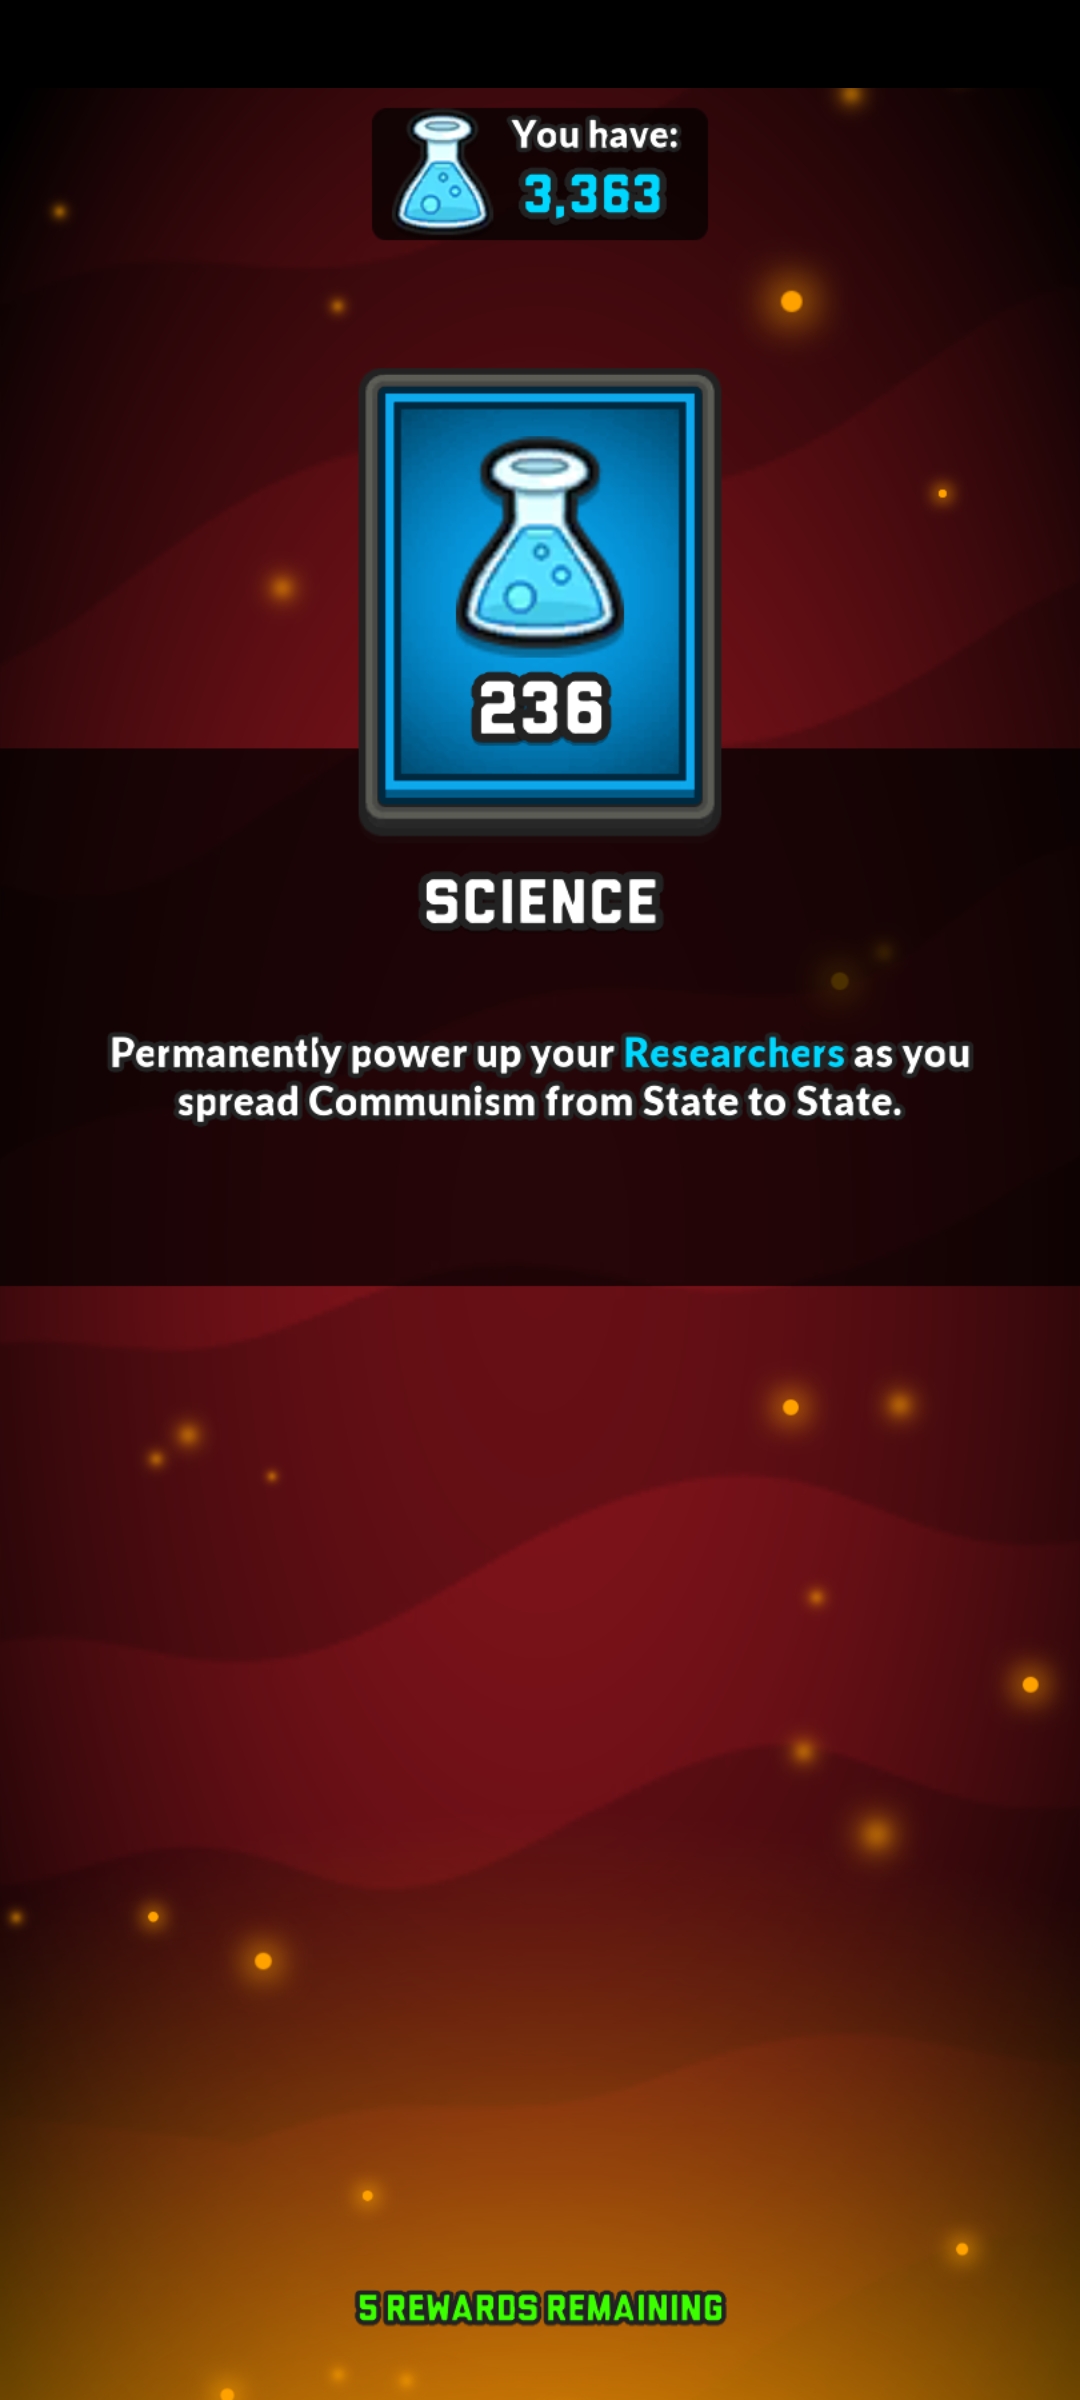 You have:
3,363
236
SCIENCE
Permanently power up your Researchers as you
spread Communism from State to State.
5 REWARDS REMAINING